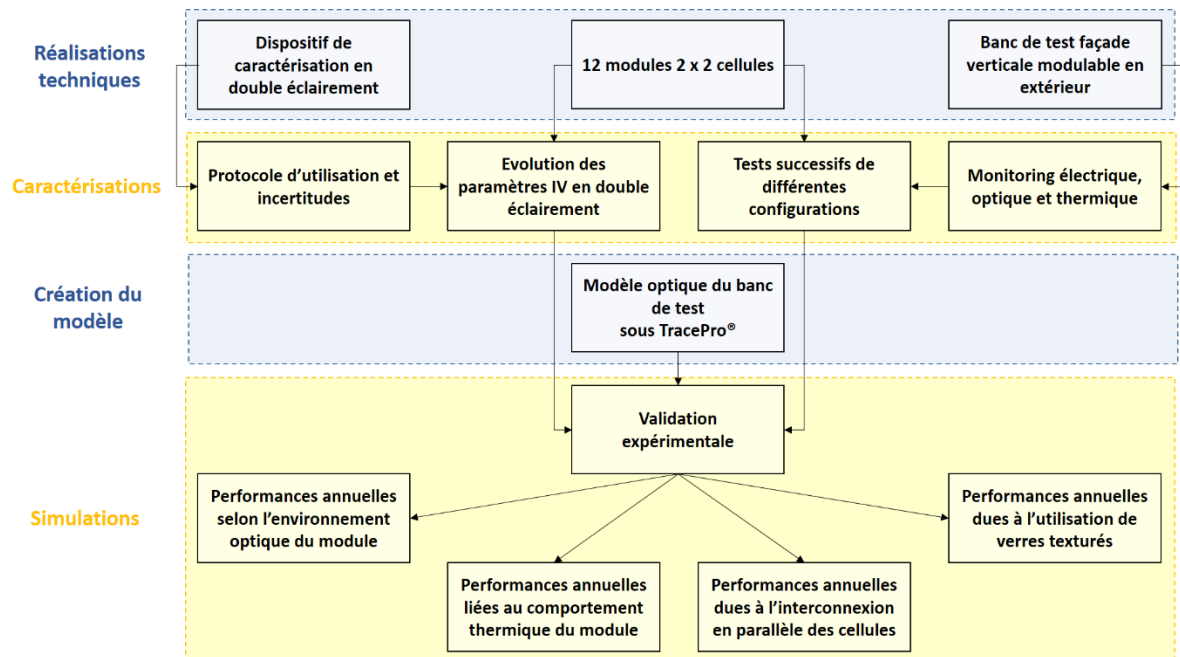 Réalisations
techniques
Dispositif de
caractérisation en
double éclairement
12 modules 2 x 2 cellules
Banc de test façade
verticale modulable en
extérieur
Caractérisations
Protocole d'utilisation et
incertitudes
Evolution des
paramètres IV en double
éclairement
Tests successifs de
différentes
configurations
Monitoring électrique,
optique et thermique
Création du
modèle
Modèle optique du banc
de test
sous TracePro®
Simulations
Validation
expérimentale
Performances annuelles
selon l'environnement
optique du module
Performances annuelles
liées au comportement
thermique du module
Performances annuelles
dues à l'interconnexion
en parallèle des cellules
Performances annuelles
dues à l'utilisation de
verres texturés